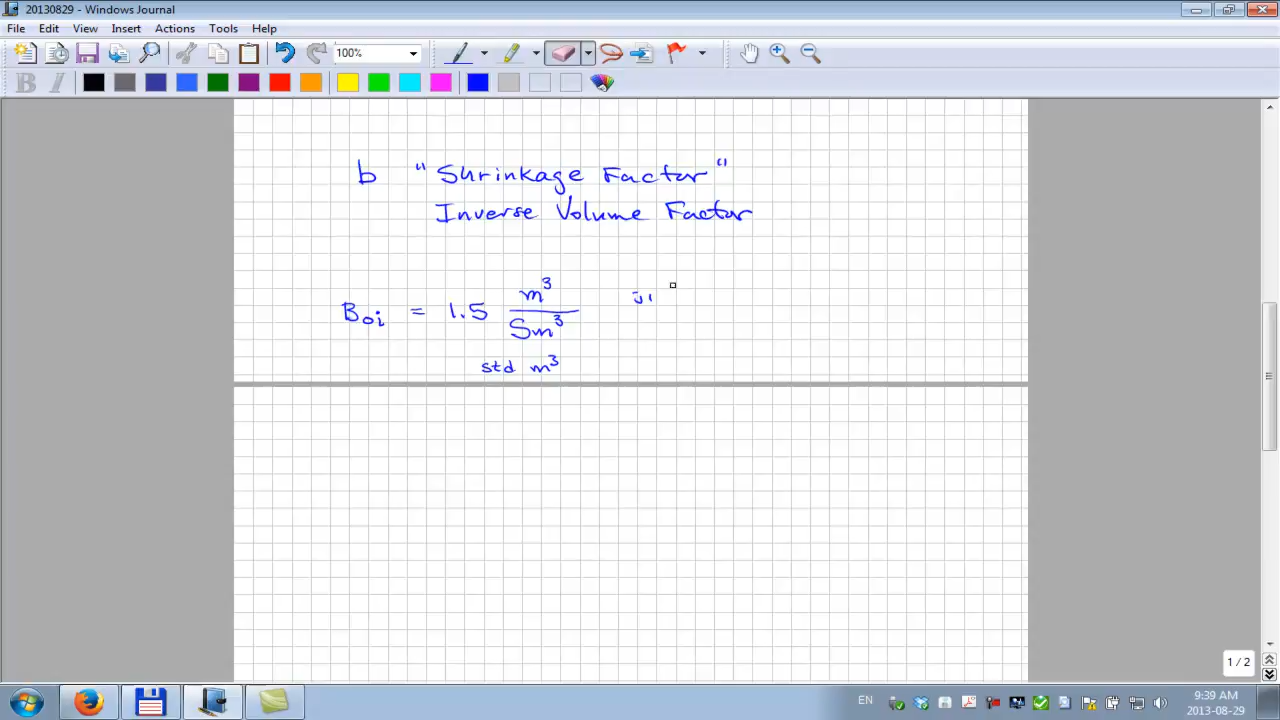 20130829 - Windows Journal
File Edit View Insert Actions Tools Help
100%
B I
b "Shrinkage Factor"
Inverse Volume Factor
Boi = 1.5 m³/Sm³
std m³
1 / 2
EN
9:39 AM
2013-08-29